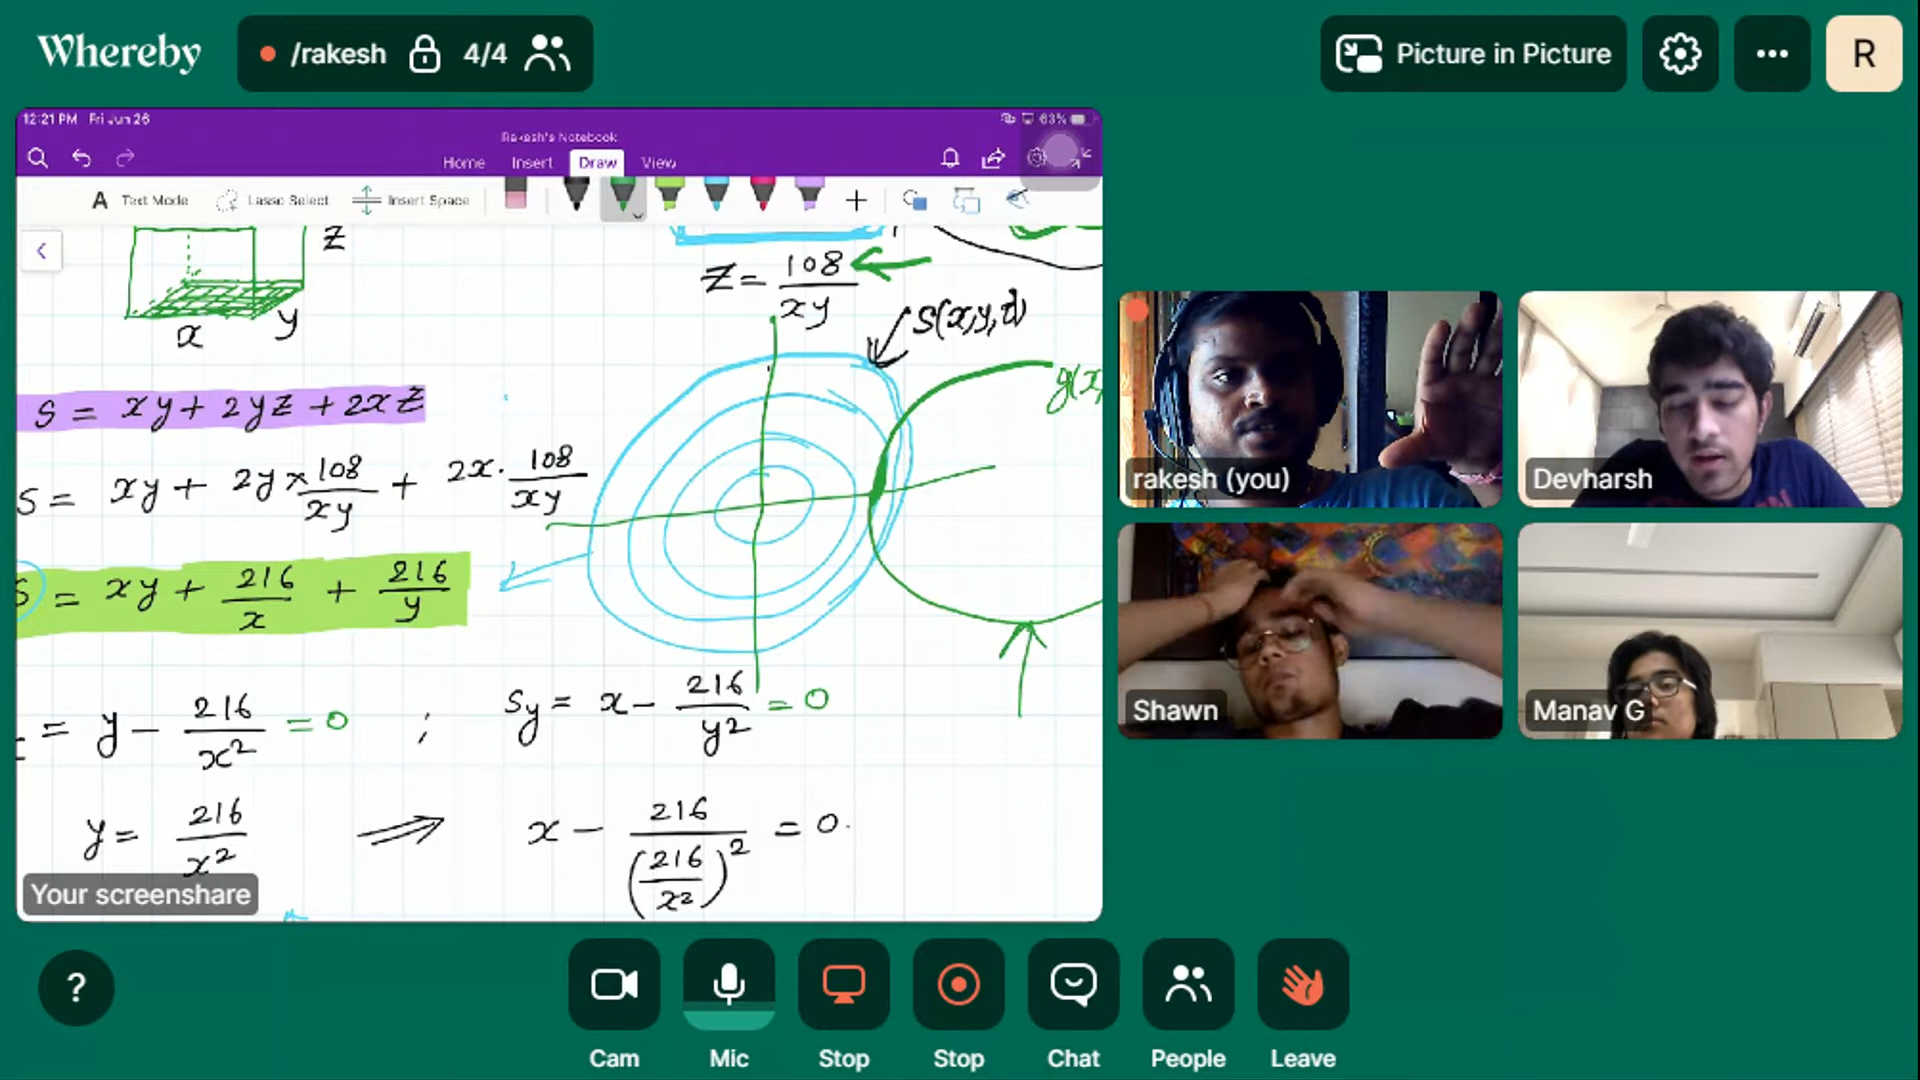 Whereby
/rakesh 4/4
Picture in Picture
R
12:21 PM Fri Jun 26
63%
Rakesh's Notebook
Home Insert Draw View
A Text Mode Lasso Select Insert Space
z
x y
z = 108/xy
S(x,y,z)
S = xy + 2yz + 2xz
g(x,
S = xy + 2y × 108/xy + 2x · 108/xy
S = xy + 216/x + 216/y
= y - 216/x² = 0 ; Sy = x - 216/y² = 0
y = 216/x² ⟹ x - 216/(216/x²)² = 0.
Your screenshare
rakesh (you)
Devharsh
Shawn
Manav G
?
Cam
Mic
Stop
Stop
Chat
People
Leave